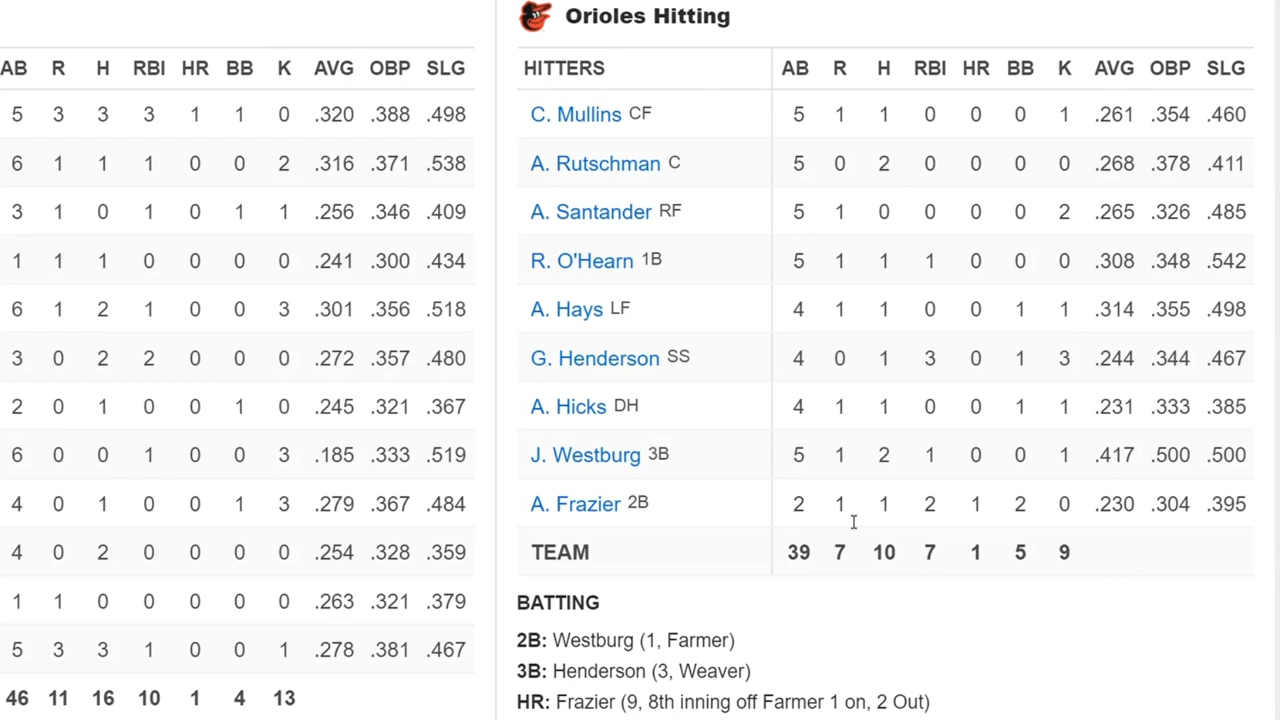 Orioles Hitting
AB R H RBI HR BB K AVG OBP SLG
5 3 3 3 1 1 0 .320 .388 .498
6 1 1 1 0 0 2 .316 .371 .538
3 1 0 1 0 1 1 .256 .346 .409
1 1 1 0 0 0 0 .241 .300 .434
6 1 2 1 0 0 3 .301 .356 .518
3 0 2 2 0 0 0 .272 .357 .480
2 0 1 0 0 1 0 .245 .321 .367
6 0 0 1 0 0 3 .185 .333 .519
4 0 1 0 0 1 3 .279 .367 .484
4 0 2 0 0 0 0 .254 .328 .359
1 1 0 0 0 0 0 .263 .321 .379
5 3 3 1 0 0 1 .278 .381 .467
46 11 16 10 1 4 13
HITTERS AB R H RBI HR BB K AVG OBP SLG
C. Mullins CF 5 1 1 0 0 0 1 .261 .354 .460
A. Rutschman C 5 0 2 0 0 0 0 .268 .378 .411
A. Santander RF 5 1 0 0 0 0 2 .265 .326 .485
R. O'Hearn 1B 5 1 1 1 0 0 0 .308 .348 .542
A. Hays LF 4 1 1 0 0 1 1 .314 .355 .498
G. Henderson SS 4 0 1 3 0 1 3 .244 .344 .467
A. Hicks DH 4 1 1 0 0 1 1 .231 .333 .385
J. Westburg 3B 5 1 2 1 0 0 1 .417 .500 .500
A. Frazier 2B 2 1 1 2 1 2 0 .230 .304 .395
TEAM 39 7 10 7 1 5 9
BATTING
2B: Westburg (1, Farmer)
3B: Henderson (3, Weaver)
HR: Frazier (9, 8th inning off Farmer 1 on, 2 Out)